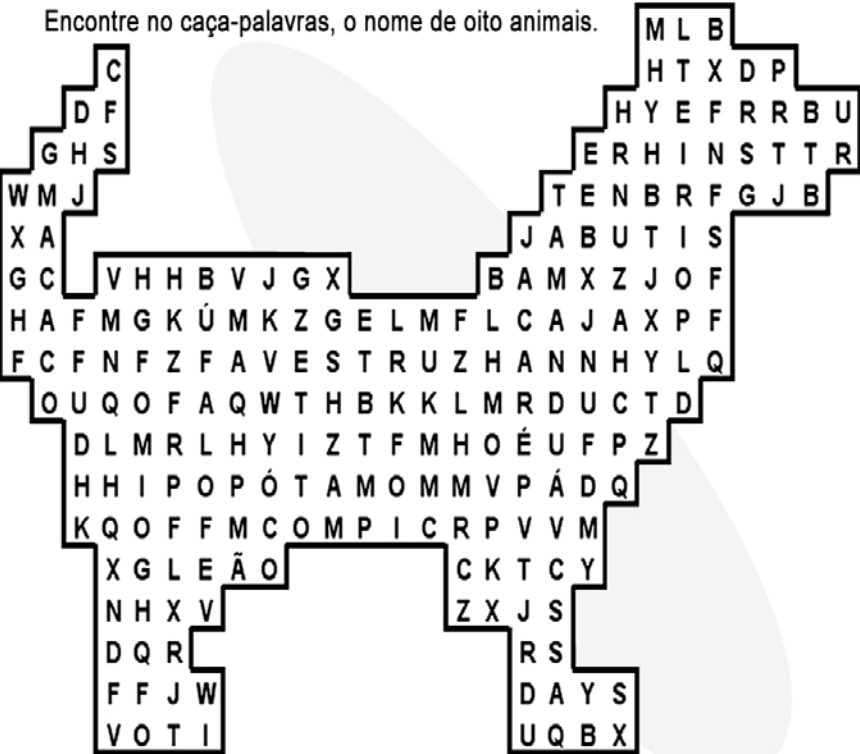 Encontre no caça-palavras, o nome de oito animais.
M L B
C H T X D P
D F H Y E F R R B U
G H S E R H I N S T T R
W M J T E N B R F G J B
X A J A B U T I S
G C V H H B V J G X B A M X Z J O F
H A F M G K Ú M K Z G E L M F L C A J A X P F
F C F N F Z F A V E S T R U Z H A N N H Y L Q
O U Q O F A Q W T H B K K L M R D U C T D
D L M R L H Y I Z T F M H O É U F P Z
H H I P O P Ó T A M O M M V P Á D Q
K Q O F F M C O M P I C R P V V M
X G L E Ã O C K T C Y
N H X V Z X J S
D Q R R S
F F J W D A Y S
V O T I U Q B X